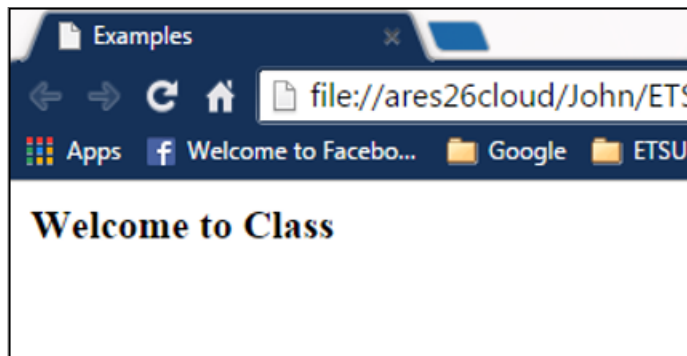 Examples
file://ares26cloud/John/ETS
Apps Welcome to Facebo... Google ETSU
Welcome to Class